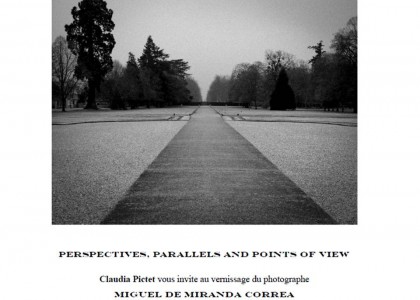 PERSPECTIVES, PARALLELS AND POINTS OF VIEW
Claudia Pictet vous invite au vernissage du photographe
MIGUEL DE MIRANDA CORREA